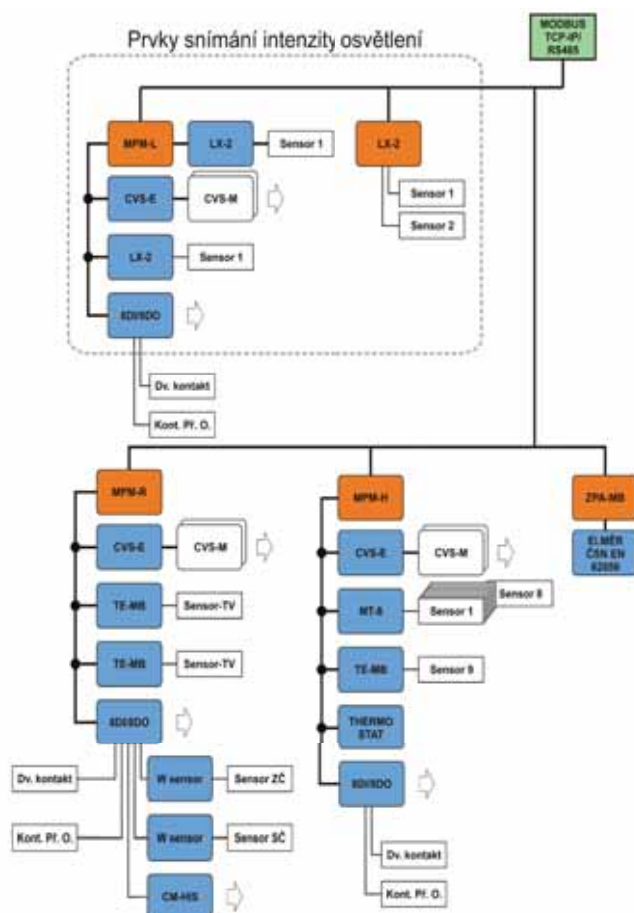 MODBUS
TCP-IP/
RS485
Prvky snímání intenzity osvětlení
MPM-L
LX-2
Sensor 1
LX-2
CVS-E
CVS-M
Sensor 1
Sensor 2
LX-2
Sensor 1
8DI/8DO
Dv. kontakt
Kont. Př. O.
MPM-R
MPM-H
ZPA-MB
CVS-E
CVS-M
CVS-E
CVS-M
ELMĚR
ČSN EN
62056
TE-MB
Sensor-TV
MT-8
Sensor 1
Sensor 8
TE-MB
Sensor-TV
TE-MB
Sensor 9
8DI/8DO
THERMO
STAT
Dv. kontakt
W sensor
Sensor ZČ
8DI/8DO
Kont. Př. O.
W sensor
Sensor SČ
Dv. kontakt
CM-HIS
Kont. Př. O.